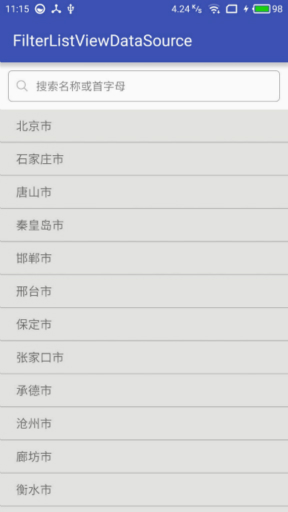 11:15 4.24 K/s 98
FilterListViewDataSource
搜索名称或首字母
北京市
石家庄市
唐山市
秦皇岛市
邯郸市
邢台市
保定市
张家口市
承德市
沧州市
廊坊市
衡水市